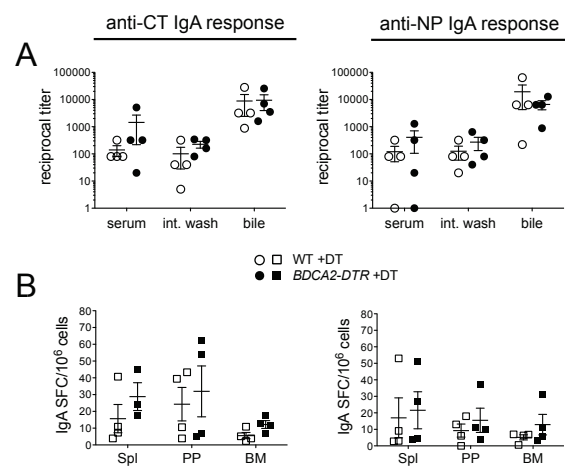 anti-CT IgA response
anti-NP IgA response
A
reciprocal titer
100000
10000
1000
100
10
1
serum int. wash bile
reciprocal titer
100000
10000
1000
100
10
1
serum int. wash bile
WT +DT
BDCA2-DTR +DT
B
IgA SFC/10⁶ cells
80
70
60
50
40
30
20
10
0
Spl PP BM
IgA SFC/10⁶ cells
80
70
60
50
40
30
20
10
0
Spl PP BM